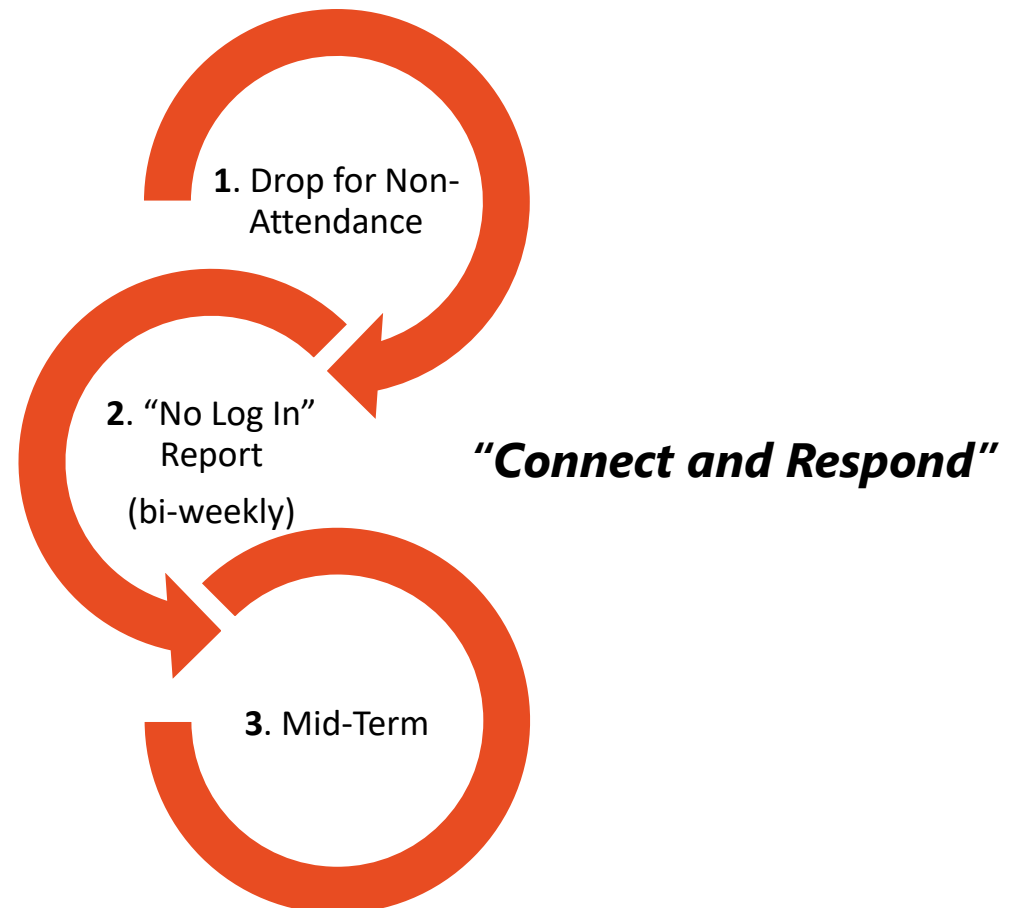 1. Drop for Non-
Attendance
2. “No Log In”
Report
(bi-weekly)
“Connect and Respond”
3. Mid-Term